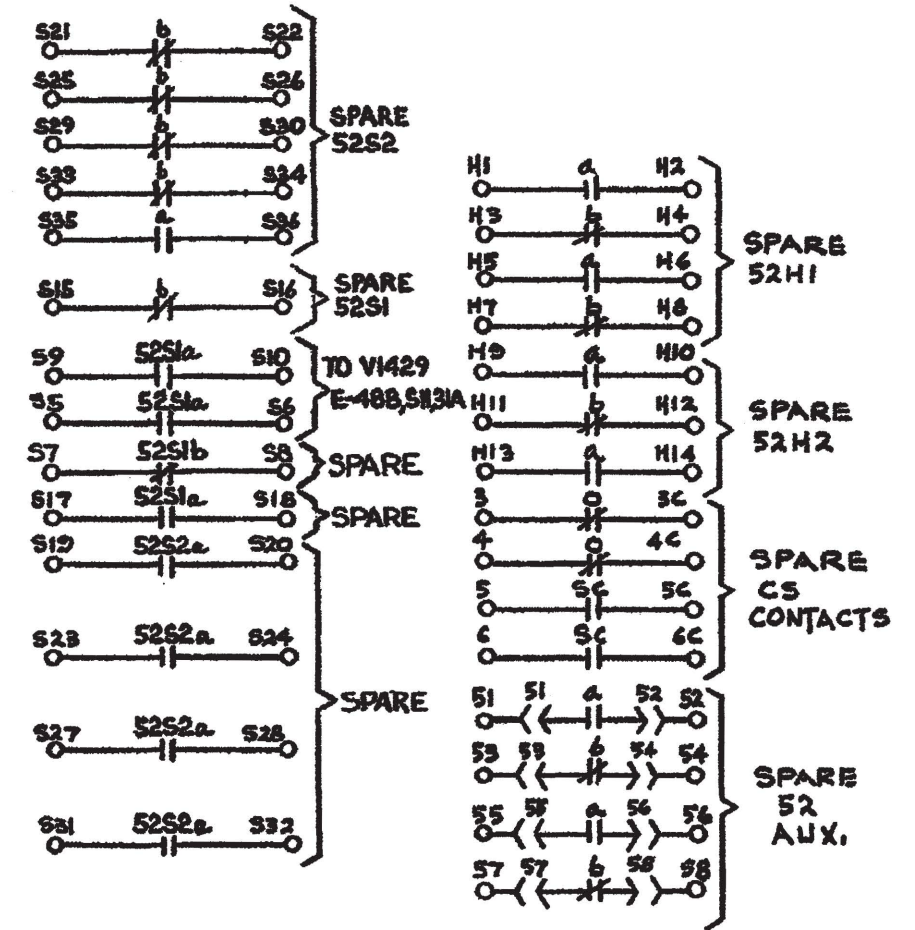 S21 b S22
S25 b S26
S29 b S30
S33 b S34
S35 a S36
SPARE
52S2
S15 b S16
SPARE
52S1
S9 52S1a S10
S5 52S1a S6
TO V1429
E-488,S11,31A
S7 52S1b S8
SPARE
S17 52S1a S18
SPARE
S19 52S2a S20
S23 52S2a S24
S27 52S2a S28
S31 52S2a S32
SPARE
H1 a H2
H3 b H4
H5 a H6
H7 b H8
SPARE
52H1
H9 a H10
H11 b H12
H13 a H14
SPARE
52H2
3 O 3C
4 O 4C
5 SC 5C
6 SC 6C
SPARE
CS
CONTACTS
51 51 a 52 52
53 53 b 54 54
55 55 a 56 56
57 57 b 58 58
SPARE
52
AUX.